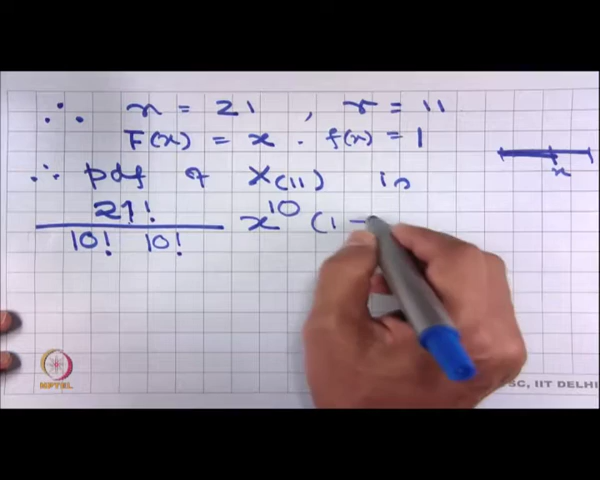 ∴ n = 21 , r = 11
F(x) = x . f(x) = 1
x
∴ pdf of X(11) is
21!
10! 10! x^10 (1 -
NPTEL
SC, IIT DELHI